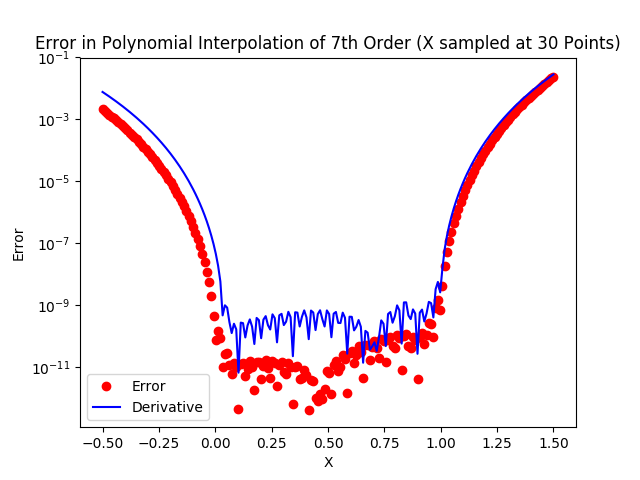 Error in Polynomial Interpolation of 7th Order (X sampled at 30 Points)
10⁻¹
10⁻³
10⁻⁵
10⁻⁷
10⁻⁹
10⁻¹¹
Error
Error
Derivative
−0.50 −0.25 0.00 0.25 0.50 0.75 1.00 1.25 1.50
X